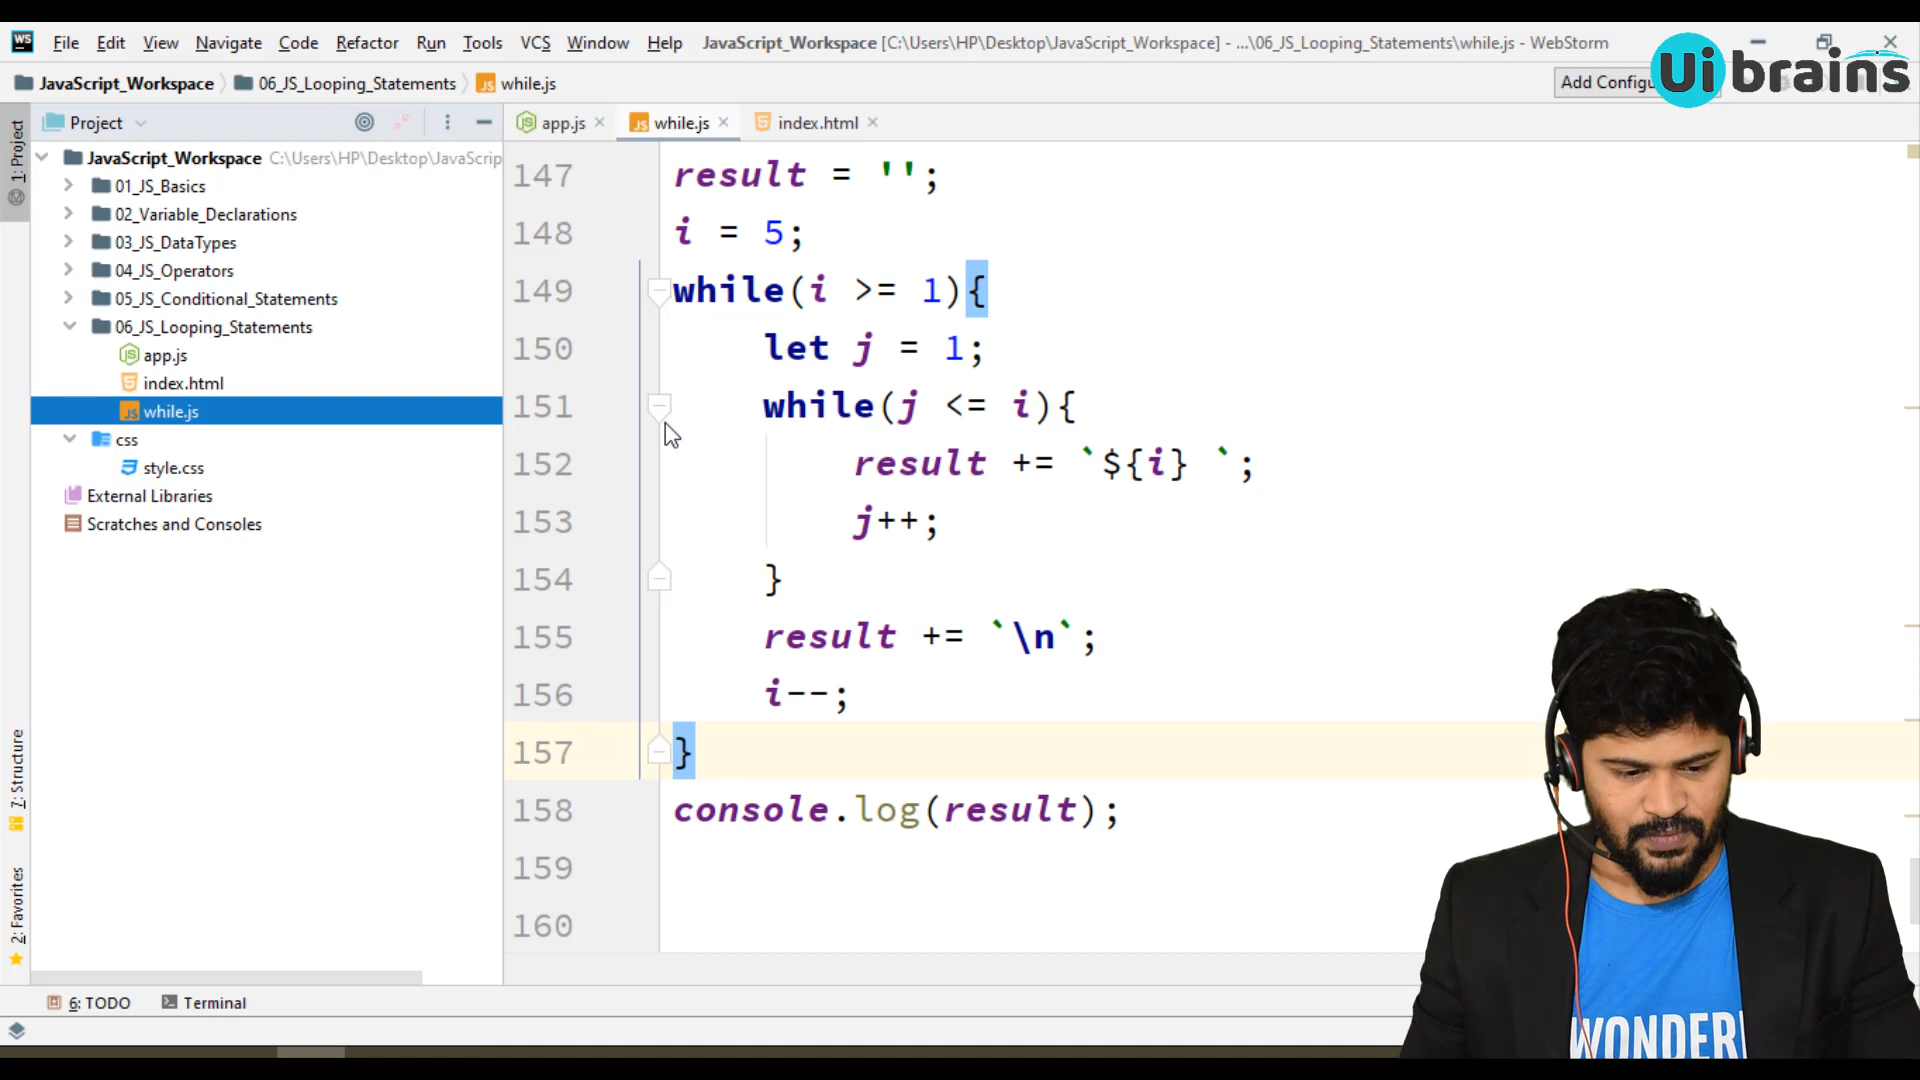 File Edit View Navigate Code Refactor Run Tools VCS Window Help JavaScript_Workspace [C:\Users\HP\Desktop\JavaScript_Workspace] - ...\06_JS_Looping_Statements\while.js - WebStorm
JavaScript_Workspace 06_JS_Looping_Statements while.js Add Configu
Ui brains
Project app.js while.js index.html
1: Project
JavaScript_Workspace C:\Users\HP\Desktop\JavaScrip
01_JS_Basics
02_Variable_Declarations
03_JS_DataTypes
04_JS_Operators
05_JS_Conditional_Statements
06_JS_Looping_Statements
app.js
index.html
while.js
css
style.css
External Libraries
Scratches and Consoles
147 result = '';
148 i = 5;
149 while(i >= 1){
150 let j = 1;
151 while(j <= i){
152 result += `${i} `;
153 j++;
154 }
155 result += `\n`;
156 i--;
157 }
158 console.log(result);
159
160
7: Structure
2: Favorites
6: TODO Terminal
WONDER